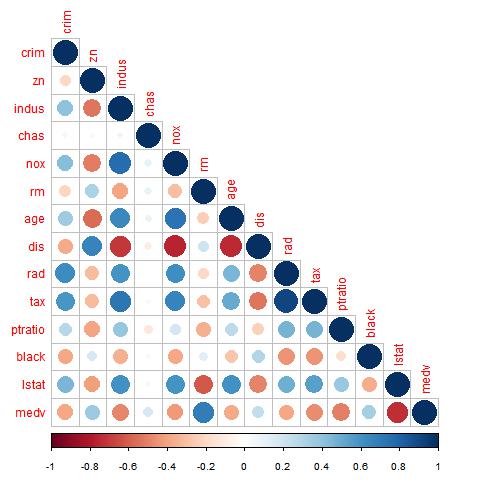 crim
crim
zn
zn
indus
indus
chas
chas
nox
nox
rm
rm
age
age
dis
dis
rad
rad
tax
tax
ptratio
ptratio
black
black
lstat
lstat
medv
medv
-1 -0.8 -0.6 -0.4 -0.2 0 0.2 0.4 0.6 0.8 1